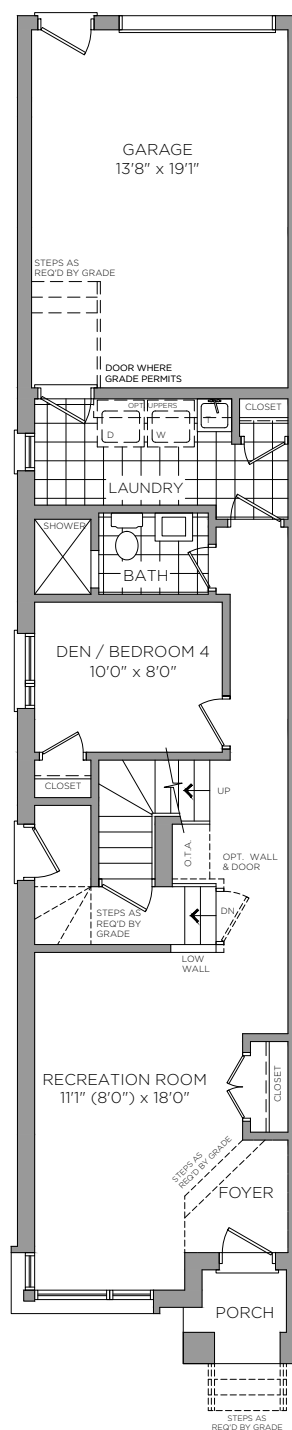 GARAGE
13'8" x 19'1"
STEPS AS
REQ'D BY GRADE
DOOR WHERE
GRADE PERMITS
OPT. UPPERS
D
W
T
CLOSET
LAUNDRY
SHOWER
BATH
DEN / BEDROOM 4
10'0" x 8'0"
CLOSET
UP
O.T.A.
OPT. WALL
& DOOR
STEPS AS
REQ'D BY
GRADE
DN
LOW
WALL
RECREATION ROOM
11'1" (8'0") x 18'0"
CLOSET
STEPS AS
REQ'D BY GRADE
FOYER
PORCH
STEPS AS
REQ'D BY GRADE